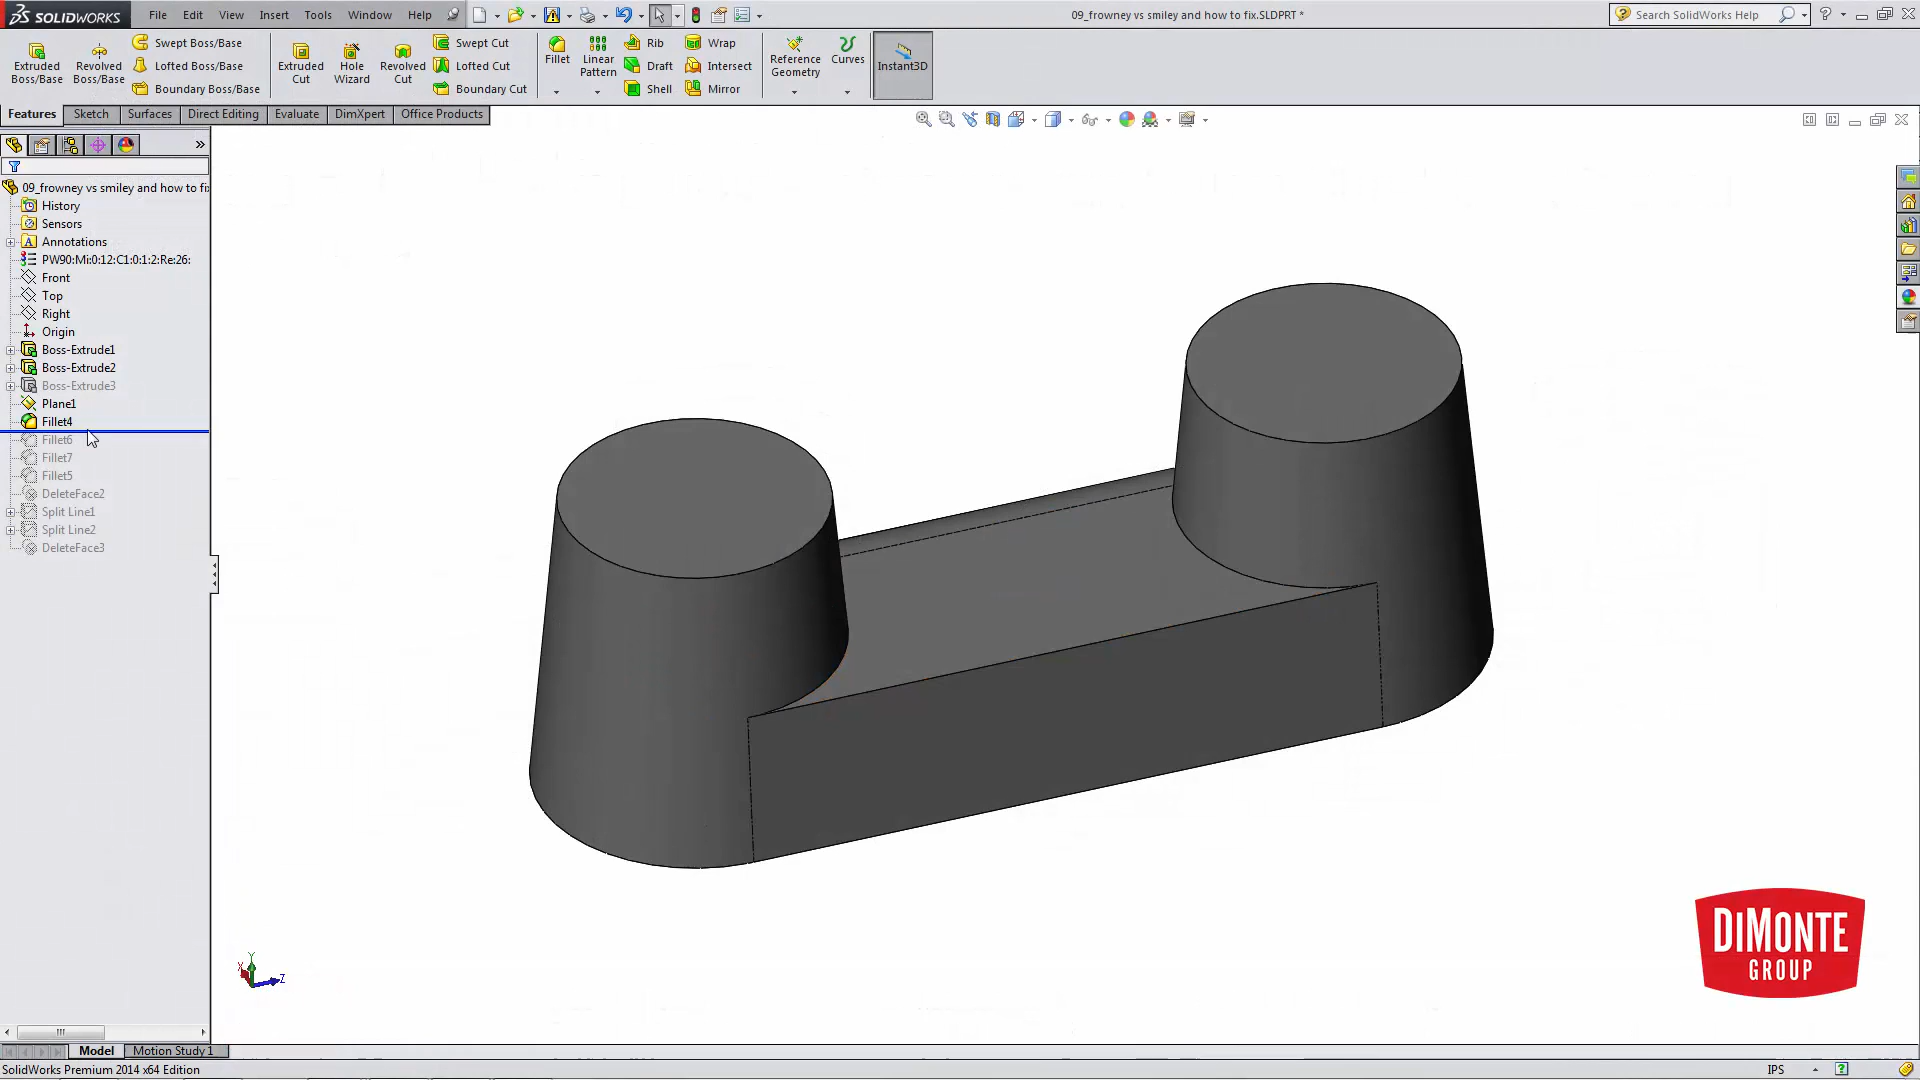 SOLIDWORKS File Edit View Insert Tools Window Help 09_frowney vs smiley and how to fix.SLDPRT * Search SolidWorks Help
Extruded Boss/Base
Revolved Boss/Base
Swept Boss/Base
Lofted Boss/Base
Boundary Boss/Base
Extruded Cut
Hole Wizard
Revolved Cut
Swept Cut
Lofted Cut
Boundary Cut
Fillet
Linear Pattern
Rib
Draft
Shell
Wrap
Intersect
Mirror
Reference Geometry
Curves
Instant3D
Features Sketch Surfaces Direct Editing Evaluate DimXpert Office Products
09_frowney vs smiley and how to fi
History
Sensors
Annotations
PW90:Mi:0:12:C1:0:1:2:Re:26:
Front
Top
Right
Origin
Boss-Extrude1
Boss-Extrude2
Boss-Extrude3
Plane1
Fillet4
Fillet6
Fillet7
Fillet5
DeleteFace2
Split Line1
Split Line2
DeleteFace3
Y
X
Z
DIMONTE
GROUP
Model Motion Study 1
SolidWorks Premium 2014 x64 Edition IPS